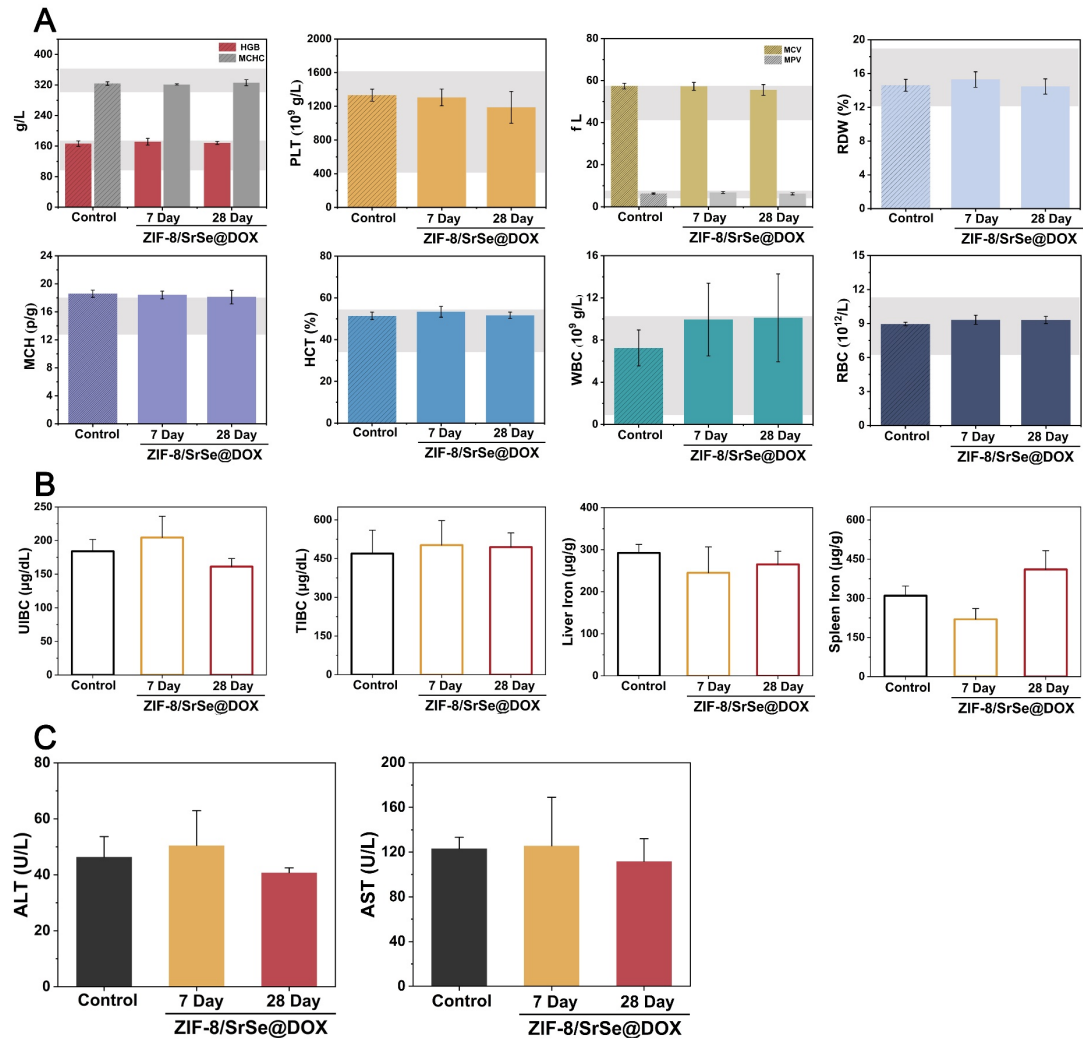 A
g/L
400
320
240
160
80
0
HGB
MCHC
Control
7 Day
28 Day
ZIF-8/SrSe@DOX
PLT (10⁹ g/L)
2000
1600
1200
800
400
0
Control
7 Day
28 Day
ZIF-8/SrSe@DOX
f L
80
60
40
20
0
MCV
MPV
Control
7 Day
28 Day
ZIF-8/SrSe@DOX
RDW (%)
20
16
12
8
4
0
Control
7 Day
28 Day
ZIF-8/SrSe@DOX
MCH (p/g)
30
24
18
12
6
0
Control
7 Day
28 Day
ZIF-8/SrSe@DOX
HCT (%)
80
60
40
20
0
Control
7 Day
28 Day
ZIF-8/SrSe@DOX
WBC (10⁹ g/L)
16
12
8
4
0
Control
7 Day
28 Day
ZIF-8/SrSe@DOX
RBC (10¹²/L)
15
12
9
6
3
0
Control
7 Day
28 Day
ZIF-8/SrSe@DOX
B
UIBC (µg/dL)
250
200
150
100
50
0
Control
7 Day
28 Day
ZIF-8/SrSe@DOX
TIBC (µg/dL)
600
450
300
150
0
Control
7 Day
28 Day
ZIF-8/SrSe@DOX
Liver Iron (µg/g)
400
300
200
100
0
Control
7 Day
28 Day
ZIF-8/SrSe@DOX
Spleen Iron (µg/g)
600
450
300
150
0
Control
7 Day
28 Day
ZIF-8/SrSe@DOX
C
ALT (U/L)
80
60
40
20
0
Control
7 Day
28 Day
ZIF-8/SrSe@DOX
AST (U/L)
200
160
120
80
40
0
Control
7 Day
28 Day
ZIF-8/SrSe@DOX